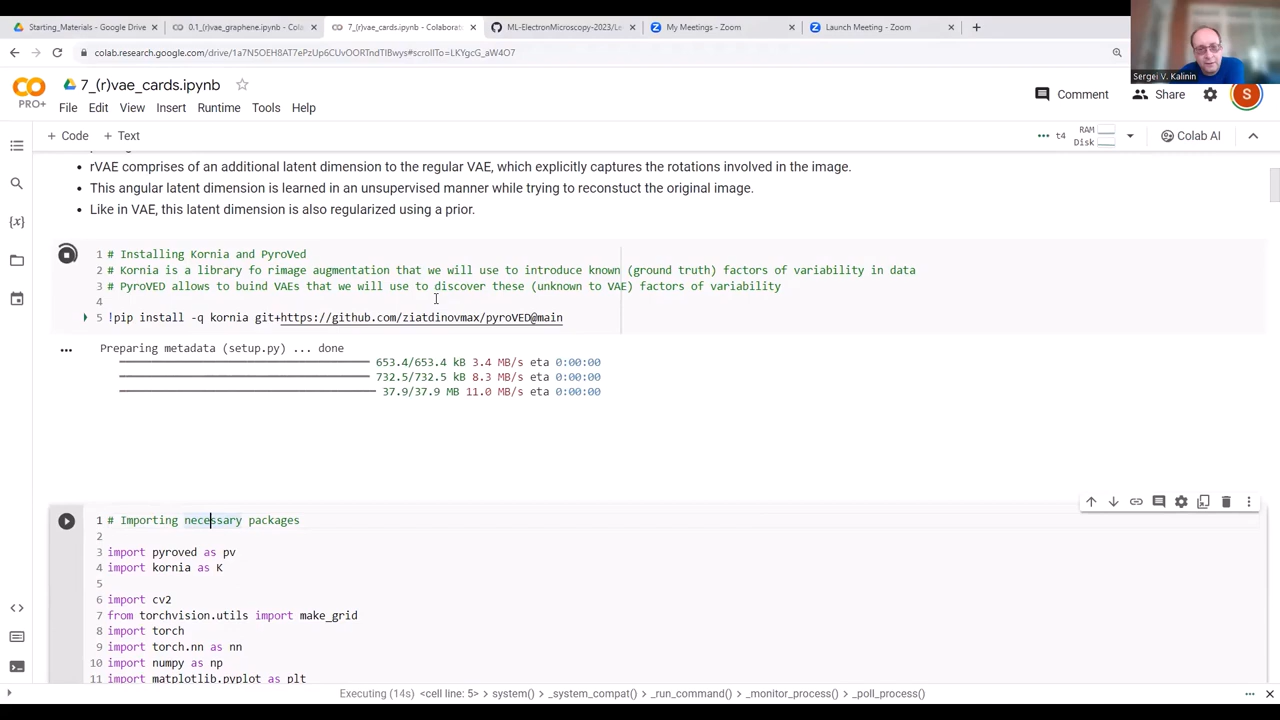 Starting_Materials - Google Drive
0.1_(r)vae_graphene.ipynb - Col
7_(r)vae_cards.ipynb - Colaborat
ML-ElectronMicroscopy-2023/Le
My Meetings - Zoom
Launch Meeting - Zoom
colab.research.google.com/drive/1a7N5OEH8AT7ePzUp6CUvOORTndTIBwys#scrollTo=LKYgcG_aW4O7
Sergei V. Kalinin
PRO+
7_(r)vae_cards.ipynb
File Edit View Insert Runtime Tools Help
Comment
Share
S
+ Code + Text
t4
RAM
Disk
Colab AI
rVAE comprises of an additional latent dimension to the regular VAE, which explicitly captures the rotations involved in the image.
This angular latent dimension is learned in an unsupervised manner while trying to reconstuct the original image.
Like in VAE, this latent dimension is also regularized using a prior.
1 # Installing Kornia and PyroVed
2 # Kornia is a library fo rimage augmentation that we will use to introduce known (ground truth) factors of variability in data
3 # PyroVED allows to buind VAEs that we will use to discover these (unknown to VAE) factors of variability
4
5 !pip install -q kornia git+https://github.com/ziatdinovmax/pyroVED@main
Preparing metadata (setup.py) ... done
653.4/653.4 kB 3.4 MB/s eta 0:00:00
732.5/732.5 kB 8.3 MB/s eta 0:00:00
37.9/37.9 MB 11.0 MB/s eta 0:00:00
1 # Importing necessary packages
2
3 import pyroved as pv
4 import kornia as K
5
6 import cv2
7 from torchvision.utils import make_grid
8 import torch
9 import torch.nn as nn
10 import numpy as np
11 import matplotlib.pyplot as plt
Executing (14s) <cell line: 5> > system() > _system_compat() > _run_command() > _monitor_process() > _poll_process()